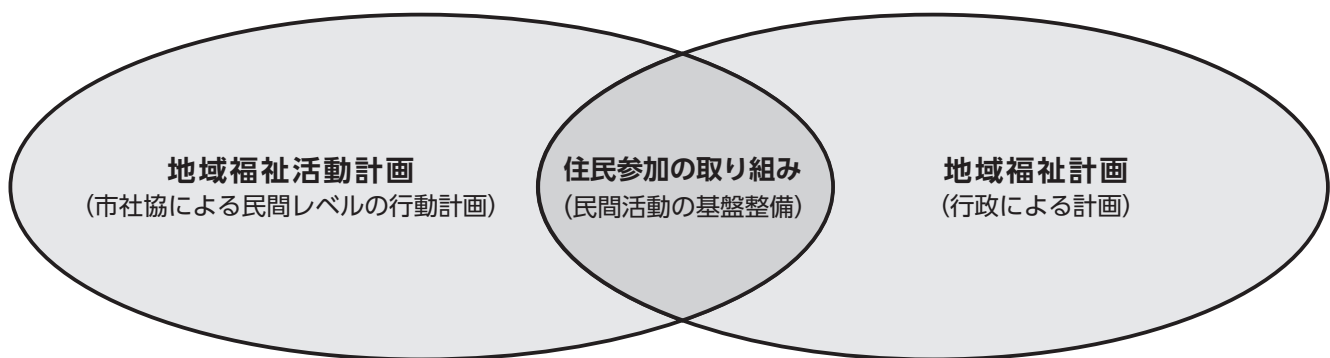 地域福祉活動計画
(市社協による民間レベルの行動計画)
住民参加の取り組み
(民間活動の基盤整備)
地域福祉計画
(行政による計画)